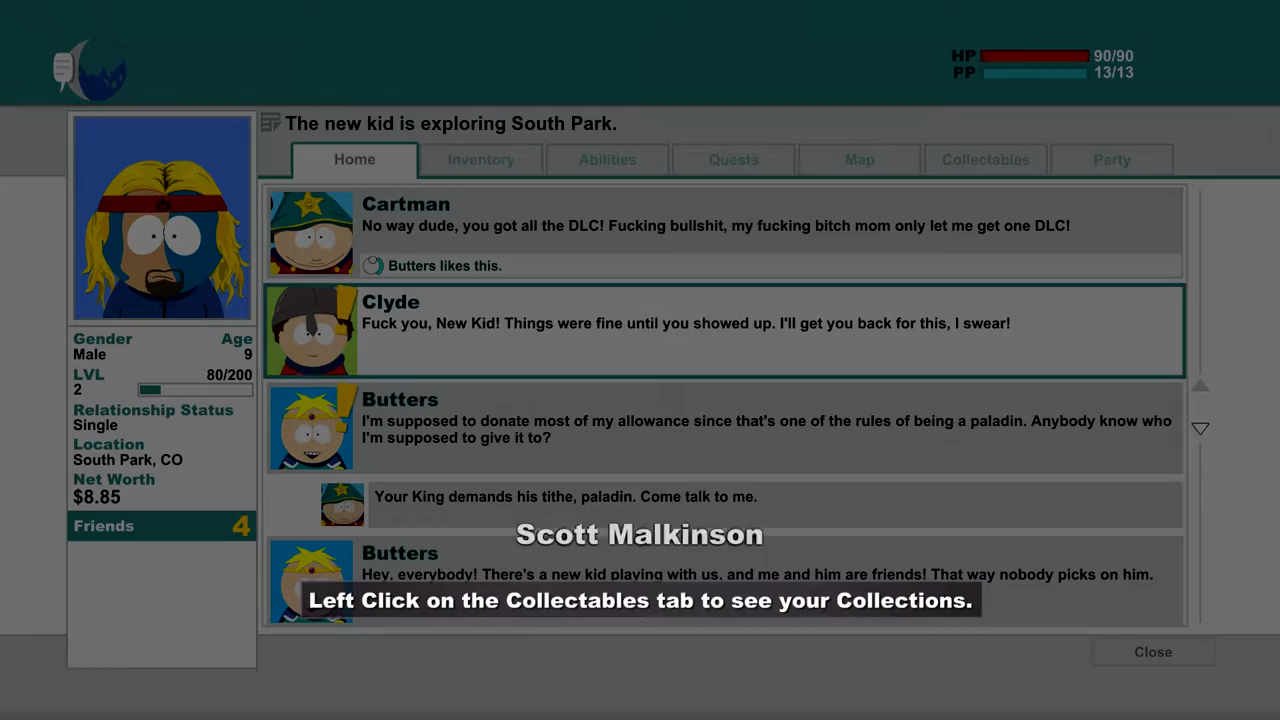 HP 90/90
PP 13/13
The new kid is exploring South Park.
Home Inventory Abilities Quests Map Collectables Party
Cartman
No way dude, you got all the DLC! Fucking bullshit, my fucking bitch mom only let me get one DLC!
Butters likes this.
Clyde
Fuck you, New Kid! Things were fine until you showed up. I'll get you back for this, I swear!
Gender Age
Male 9
LVL 80/200
2
Relationship Status
Single
Location
South Park, CO
Net Worth
$8.85
Friends 4
Butters
I'm supposed to donate most of my allowance since that's one of the rules of being a paladin. Anybody know who
I'm supposed to give it to?
Your King demands his tithe, paladin. Come talk to me.
Scott Malkinson
Butters
Hey, everybody! There's a new kid playing with us, and me and him are friends! That way nobody picks on him.
Left Click on the Collectables tab to see your Collections.
Close